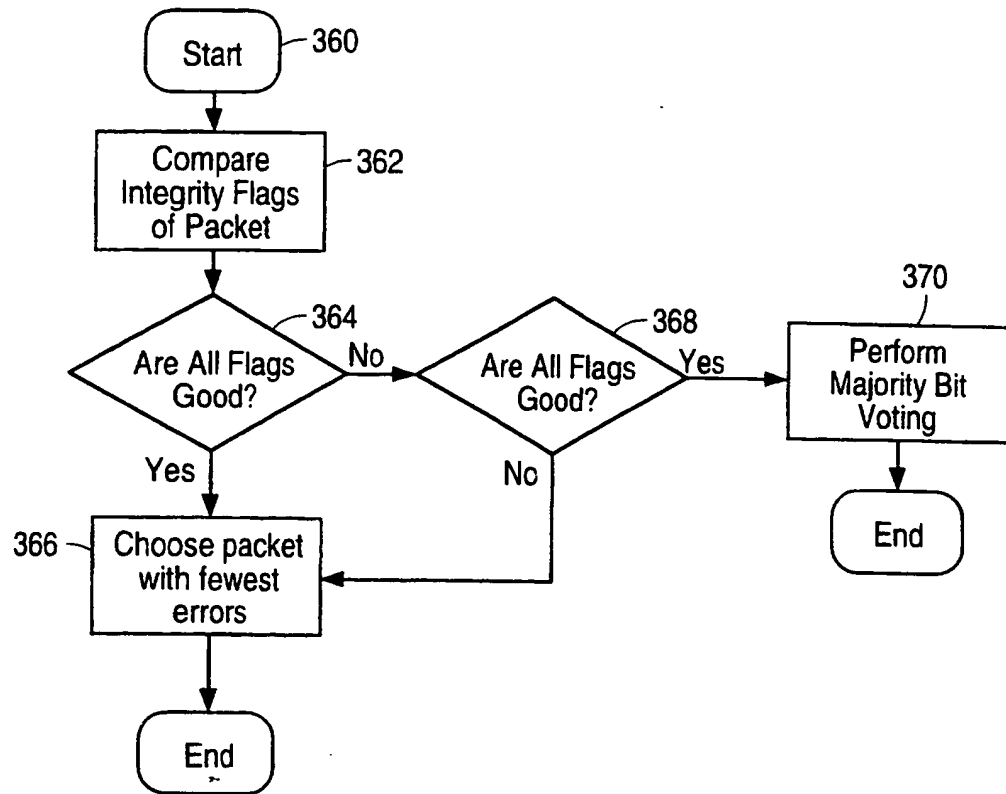 Start
360
Compare
Integrity Flags
of Packet
362
Are All Flags
Good?
364
No
Yes
Are All Flags
Good?
368
Yes
No
370
Perform
Majority Bit
Voting
End
366
Choose packet
with fewest
errors
End